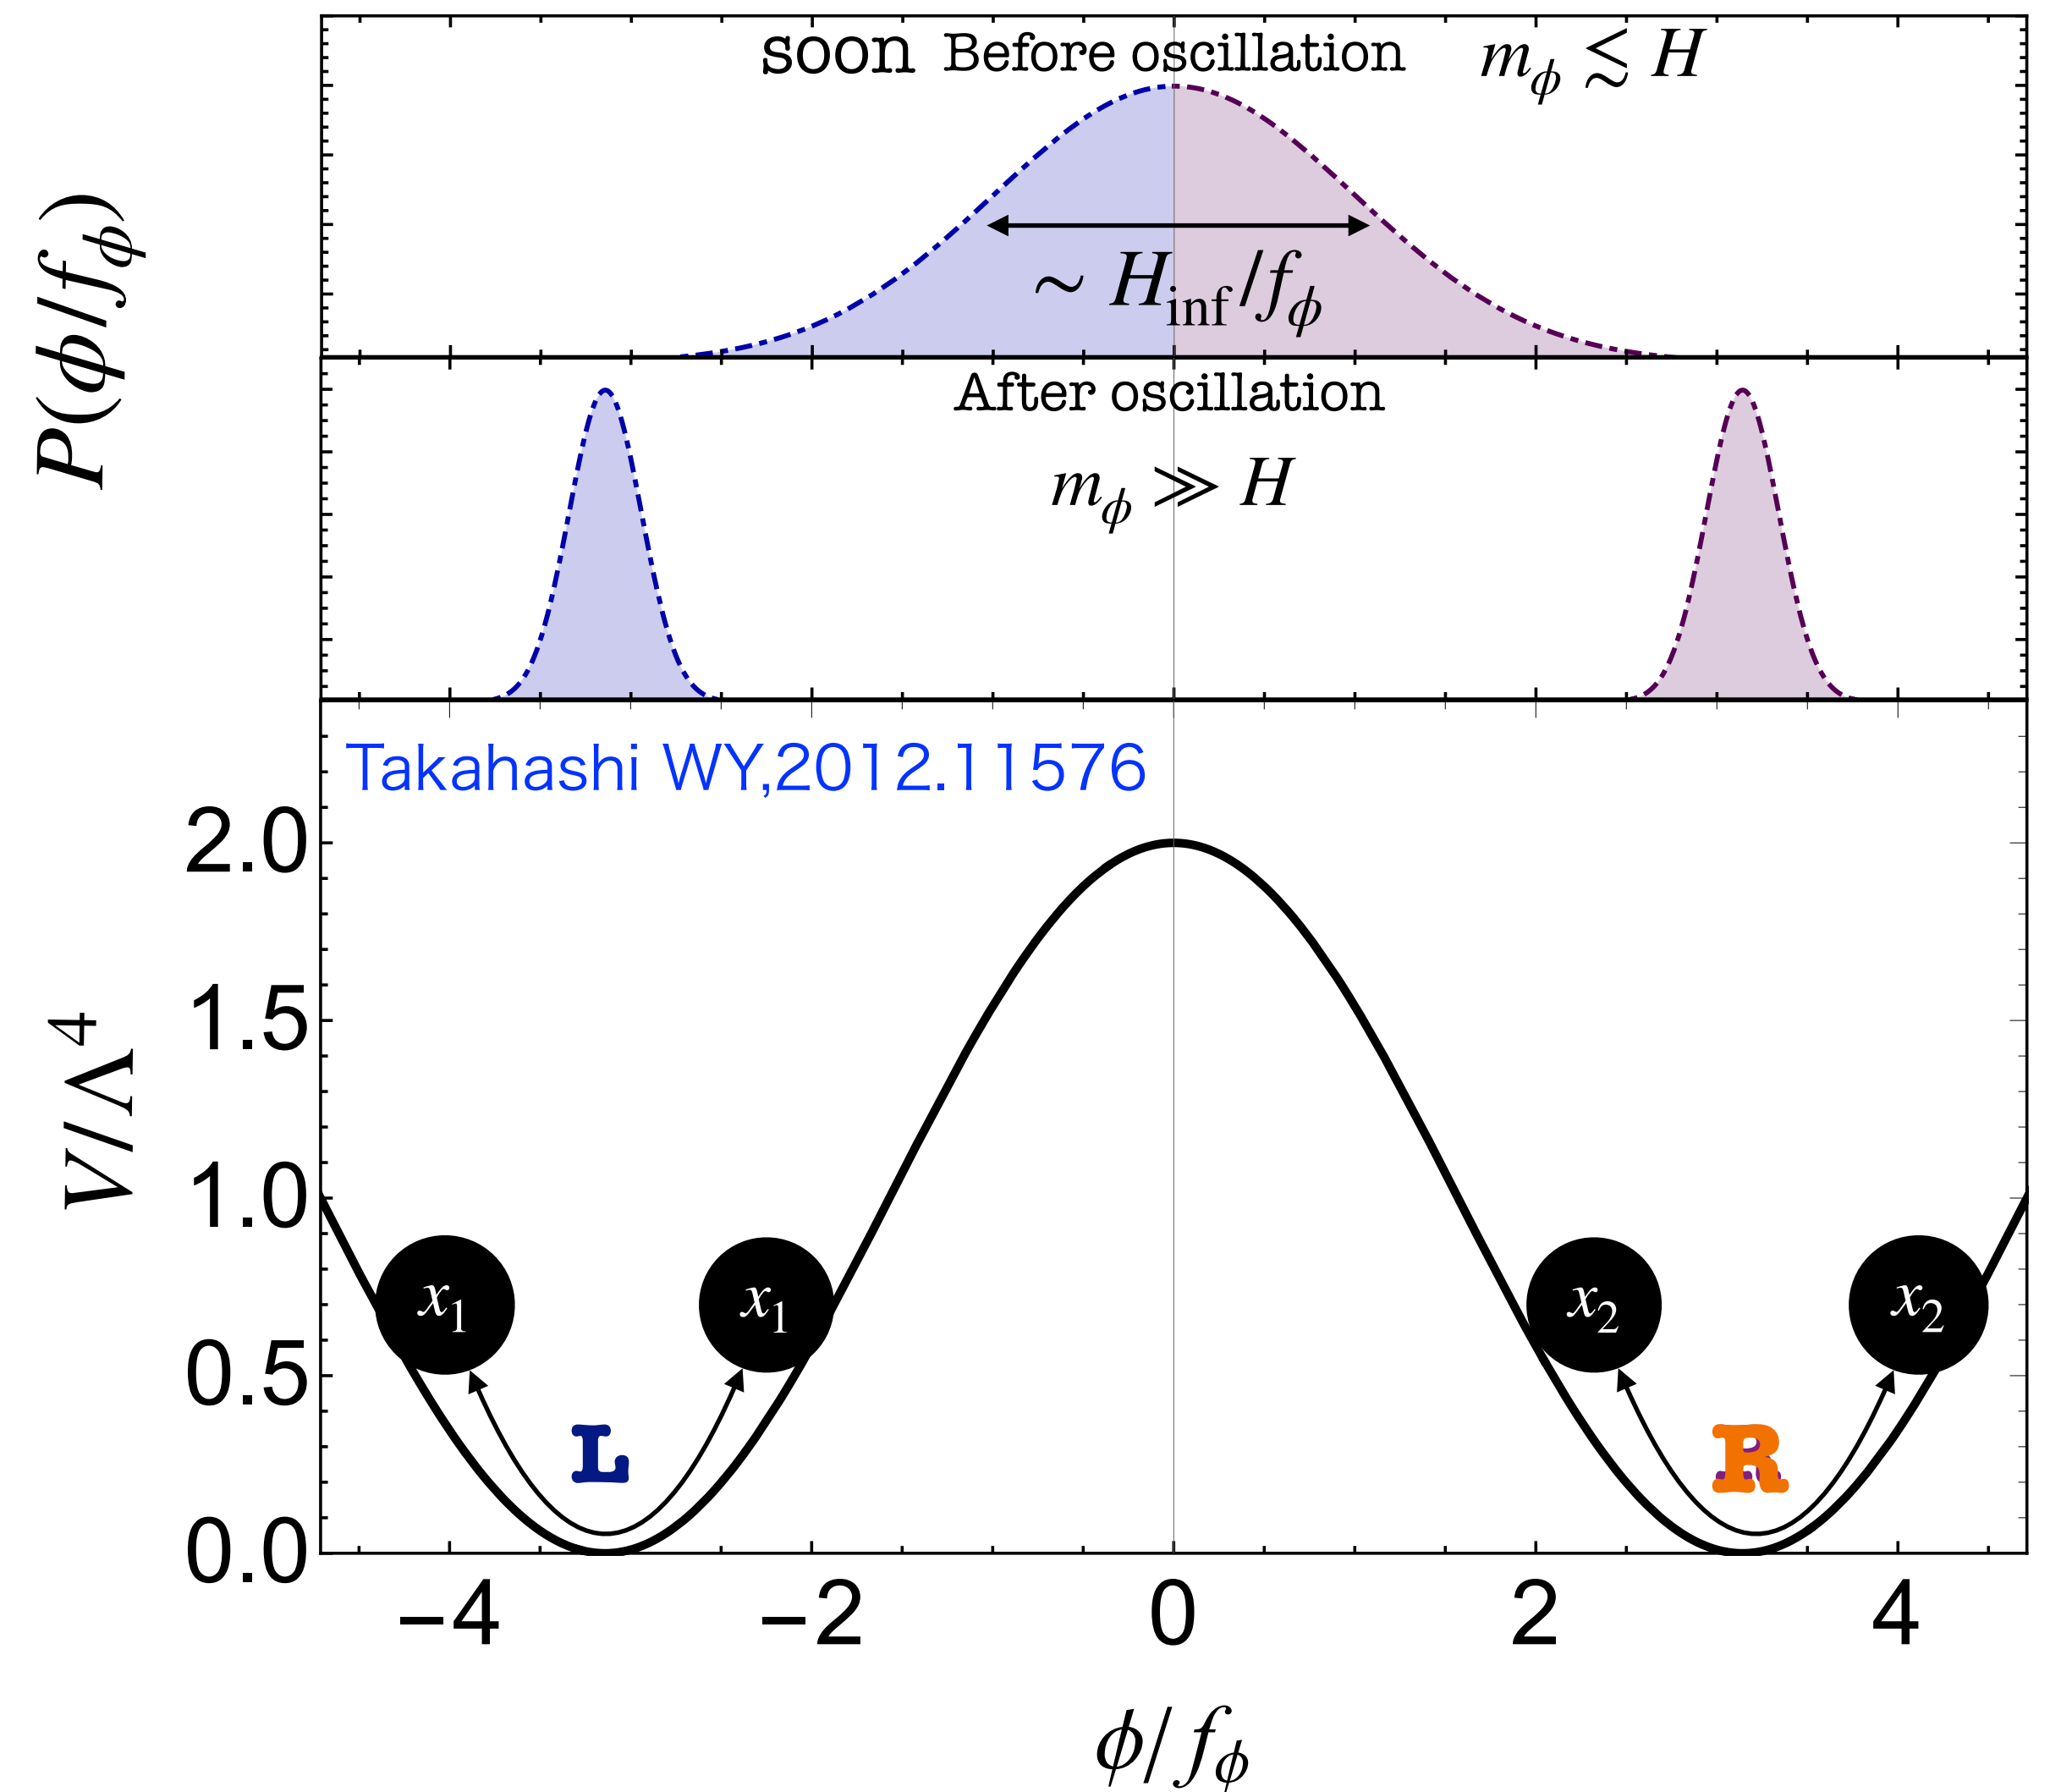 soon Before oscillation m_ϕ ≲ H
~ H_inf/f_ϕ
P(ϕ/f_ϕ)
After oscillation
m_ϕ ≫ H
Takahashi WY,2012.11576
2.0
1.5
1.0
0.5
0.0
V/Λ^4
x_1 x_1 x_2 x_2
L R
−4 −2 0 2 4
ϕ/f_ϕ